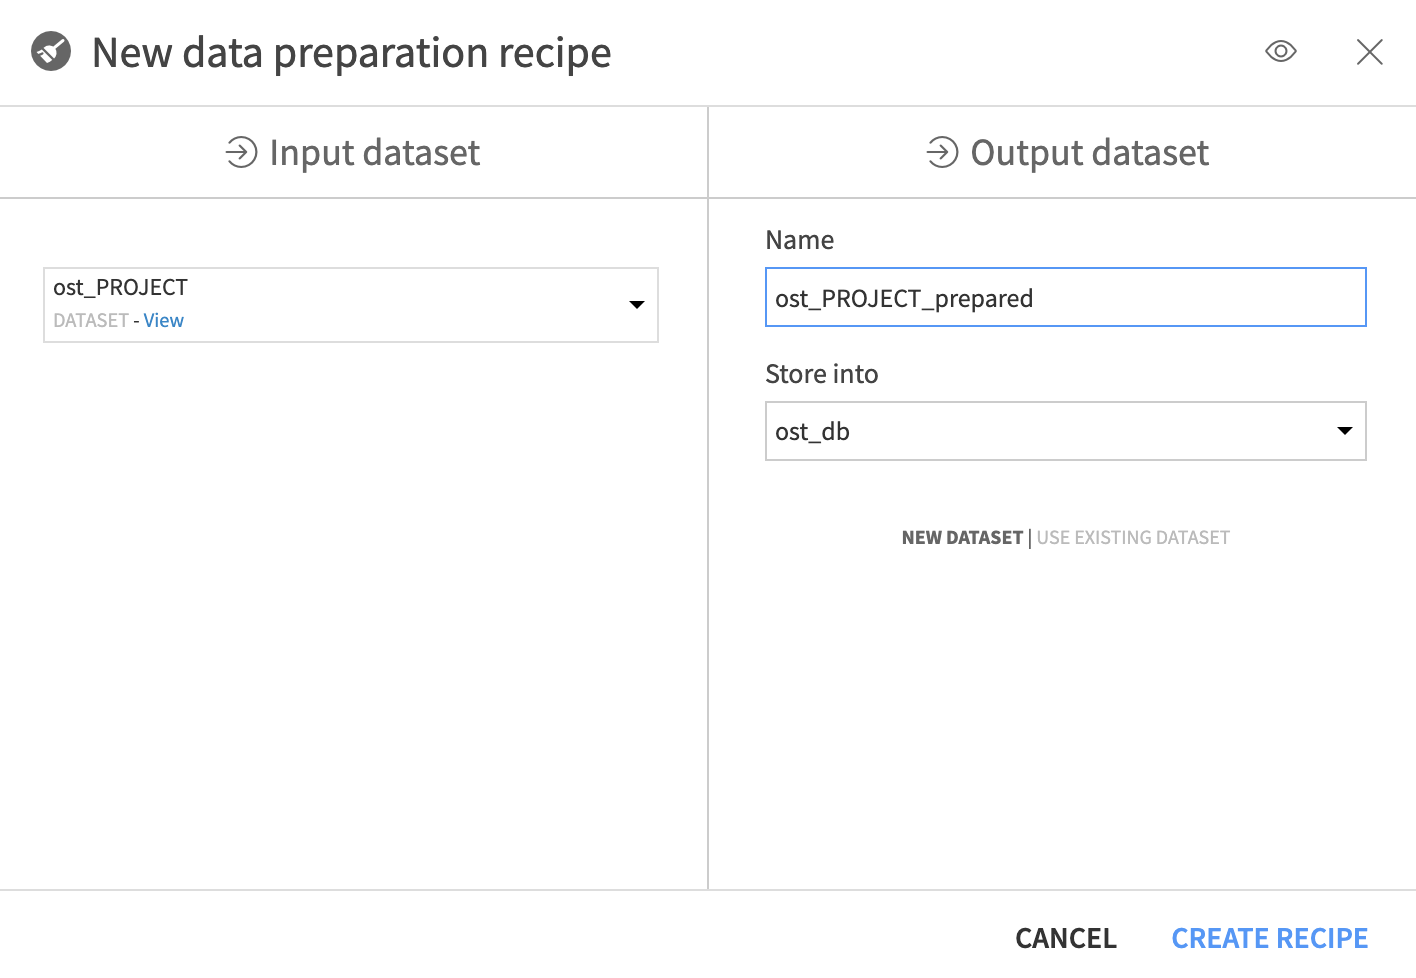 New data preparation recipe
Input dataset
ost_PROJECT
DATASET - View
Output dataset
Name
ost_PROJECT_prepared
Store into
ost_db
NEW DATASET | USE EXISTING DATASET
CANCEL
CREATE RECIPE